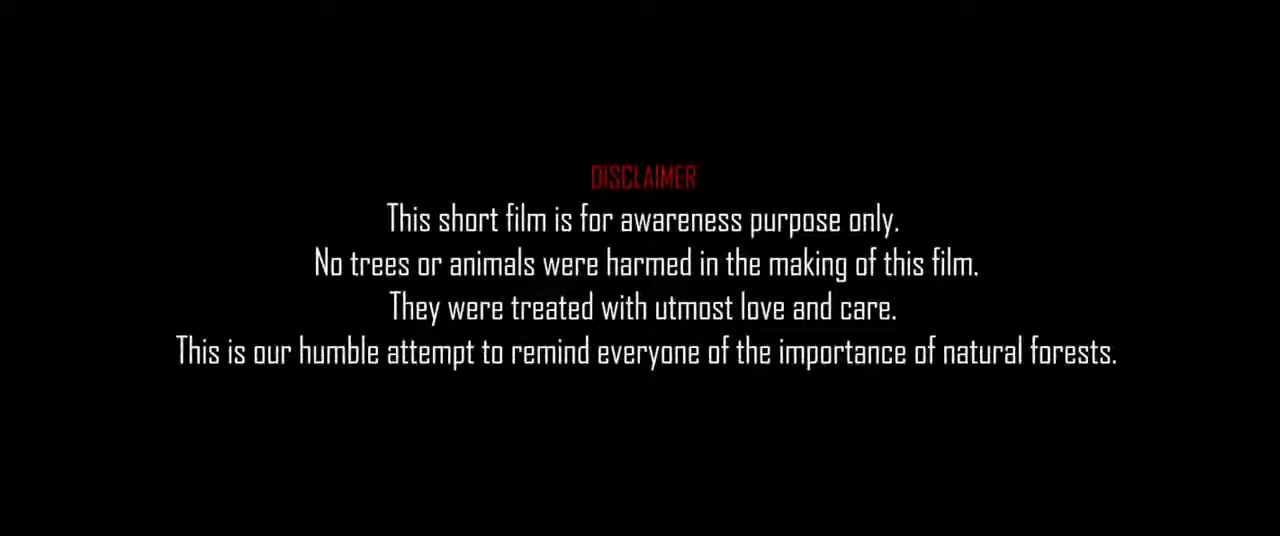 DISCLAIMER
This short film is for awareness purpose only.
No trees or animals were harmed in the making of this film.
They were treated with utmost love and care.
This is our humble attempt to remind everyone of the importance of natural forests.